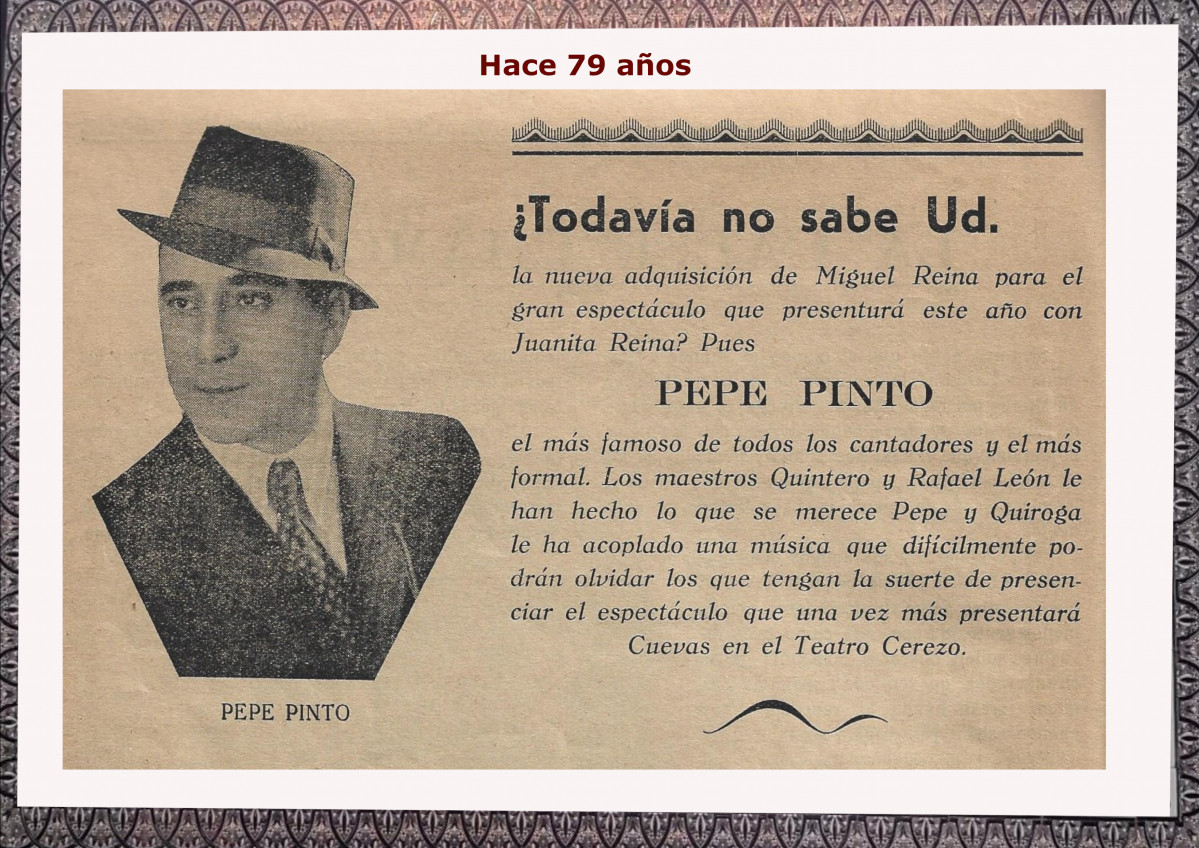 Hace 79 años
¿Todavía no sabe Ud.
la nueva adquisición de Miguel Reina para el
gran espectáculo que presenturá este año con
Juanita Reina? Pues
PEPE PINTO
el más famoso de todos los cantadores y el más
formal. Los maestros Quintero y Rafael León le
han hecho lo que se merece Pepe y Quiroga
le ha acoplado una música que difícilmente po-
drán olvidar los que tengan la suerte de presen-
ciar el espectáculo que una vez más presentará
Cuevas en el Teatro Cerezo.
PEPE PINTO